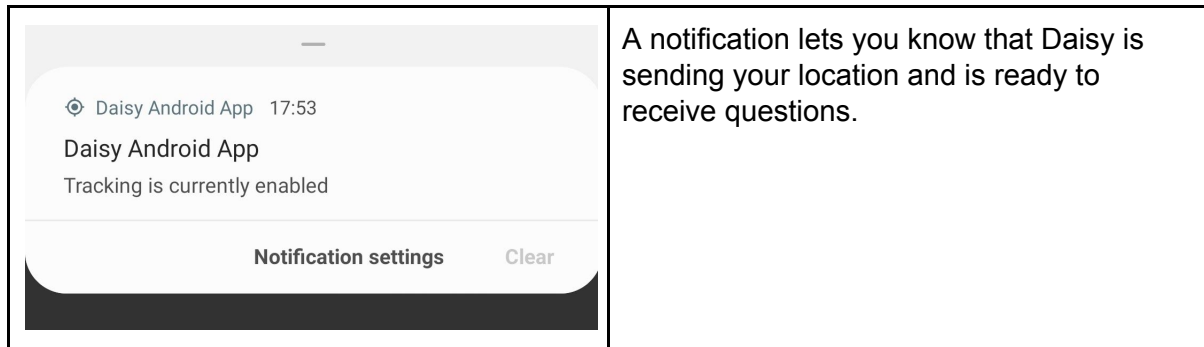 Daisy Android App 17:53
Daisy Android App
Tracking is currently enabled
Notification settings Clear
A notification lets you know that Daisy is
sending your location and is ready to
receive questions.